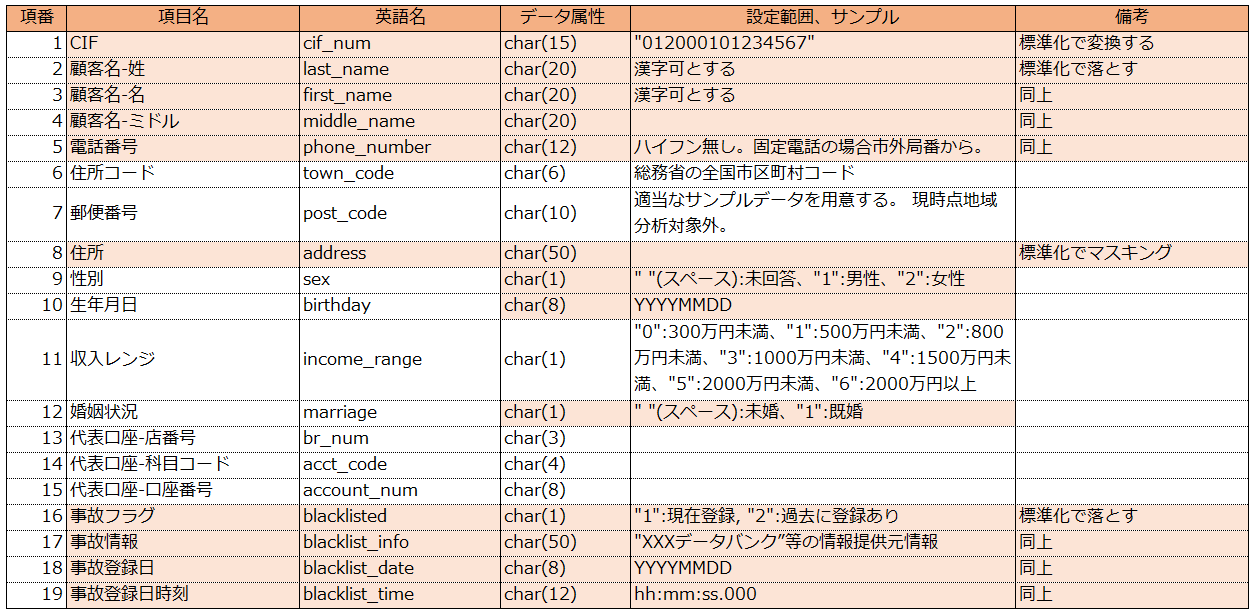 項番 項目名 英語名 データ属性 設定範囲、サンプル 備考
1 CIF cif_num char(15) "012000101234567" 標準化で変換する
2 顧客名-姓 last_name char(20) 漢字可とする 標準化で落とす
3 顧客名-名 first_name char(20) 漢字可とする 同上
4 顧客名-ミドル middle_name char(20) 同上
5 電話番号 phone_number char(12) ハイフン無し。固定電話の場合市外局番から。 同上
6 住所コード town_code char(6) 総務省の全国市区町村コード
7 郵便番号 post_code char(10) 適当なサンプルデータを用意する。 現時点地域
分析対象外。
8 住所 address char(50) 標準化でマスキング
9 性別 sex char(1) " "(スペース):未回答、"1":男性、"2":女性
10 生年月日 birthday char(8) YYYYMMDD
11 収入レンジ income_range char(1) "0":300万円未満、"1":500万円未満、"2":800
万円未満、"3":1000万円未満、"4":1500万円未
満、"5":2000万円未満、"6":2000万円以上
12 婚姻状況 marriage char(1) " "(スペース):未婚、"1":既婚
13 代表口座-店番号 br_num char(3)
14 代表口座-科目コード acct_code char(4)
15 代表口座-口座番号 account_num char(8)
16 事故フラグ blacklisted char(1) "1":現在登録, "2":過去に登録あり 標準化で落とす
17 事故情報 blacklist_info char(50) "XXXデータバンク”等の情報提供元情報 同上
18 事故登録日 blacklist_date char(8) YYYYMMDD 同上
19 事故登録日時刻 blacklist_time char(12) hh:mm:ss.000 同上